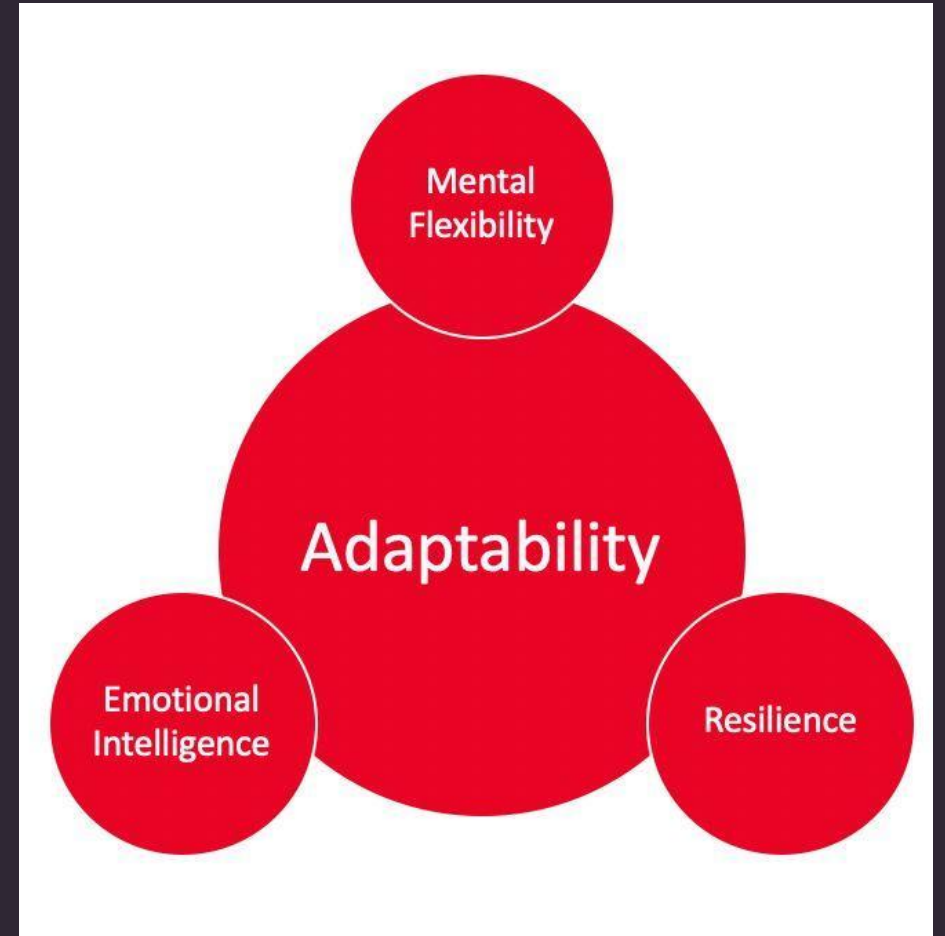 Mental
Flexibility
Adaptability
Emotional
Intelligence
Resilience